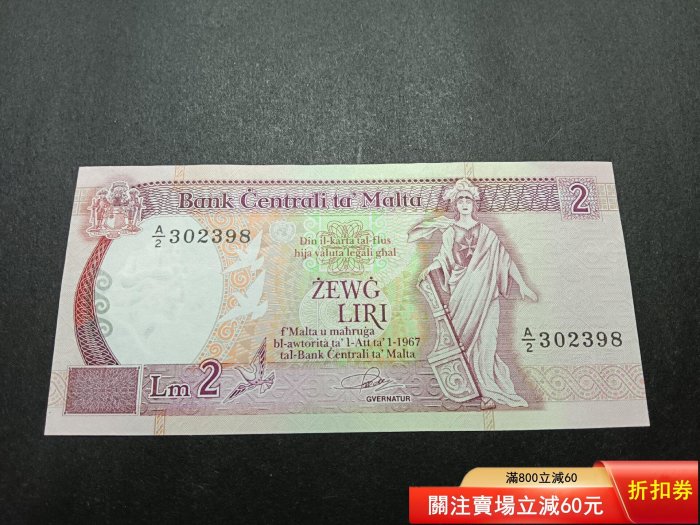 Bank Ċentrali ta' Malta
2
A/2 302398
Din il-karta tal-flus
hija valuta legali għal
ŻEWĠ
LIRI
f'Malta u maħruġa
bl-awtorità ta' l-Att ta' l-1967
tal-Bank Ċentrali ta' Malta
A/2 302398
Lm 2
GVERNATUR
滿800立減60
關注賣場立減60元
折扣券